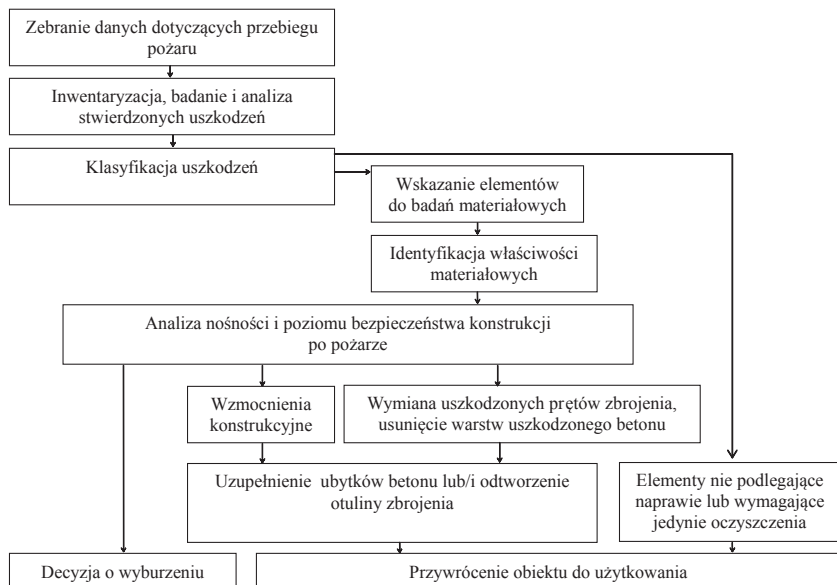 Zebranie danych dotyczących przebiegu
pożaru
Inwentaryzacja, badanie i analiza
stwierdzonych uszkodzeń
Klasyfikacja uszkodzeń
Wskazanie elementów
do badań materiałowych
Identyfikacja właściwości
materiałowych
Analiza nośności i poziomu bezpieczeństwa konstrukcji
po pożarze
Wzmocnienia
konstrukcyjne
Wymiana uszkodzonych prętów zbrojenia,
usunięcie warstw uszkodzonego betonu
Uzupełnienie ubytków betonu lub/i odtworzenie
otuliny zbrojenia
Elementy nie podlegające
naprawie lub wymagające
jedynie oczyszczenia
Decyzja o wyburzeniu
Przywrócenie obiektu do użytkowania